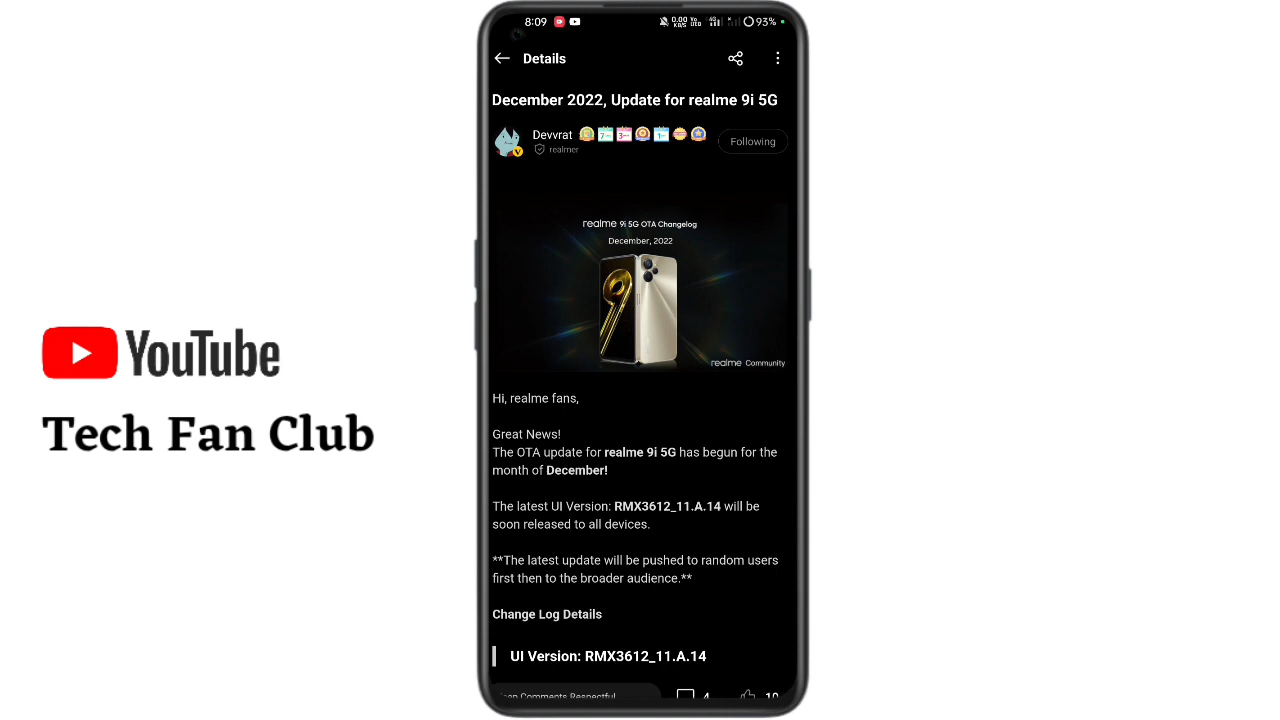 YouTube
Tech Fan Club
8:09
0.00 KB/S
4G
93%
Details
December 2022, Update for realme 9i 5G
Devvrat
realmer
Following
realme 9i 5G OTA Changelog
December, 2022
realme Community
Hi, realme fans,
Great News!
The OTA update for realme 9i 5G has begun for the
month of December!
The latest UI Version: RMX3612_11.A.14 will be
soon released to all devices.
**The latest update will be pushed to random users
first then to the broader audience.**
Change Log Details
UI Version: RMX3612_11.A.14
Comments Respectful
4
10